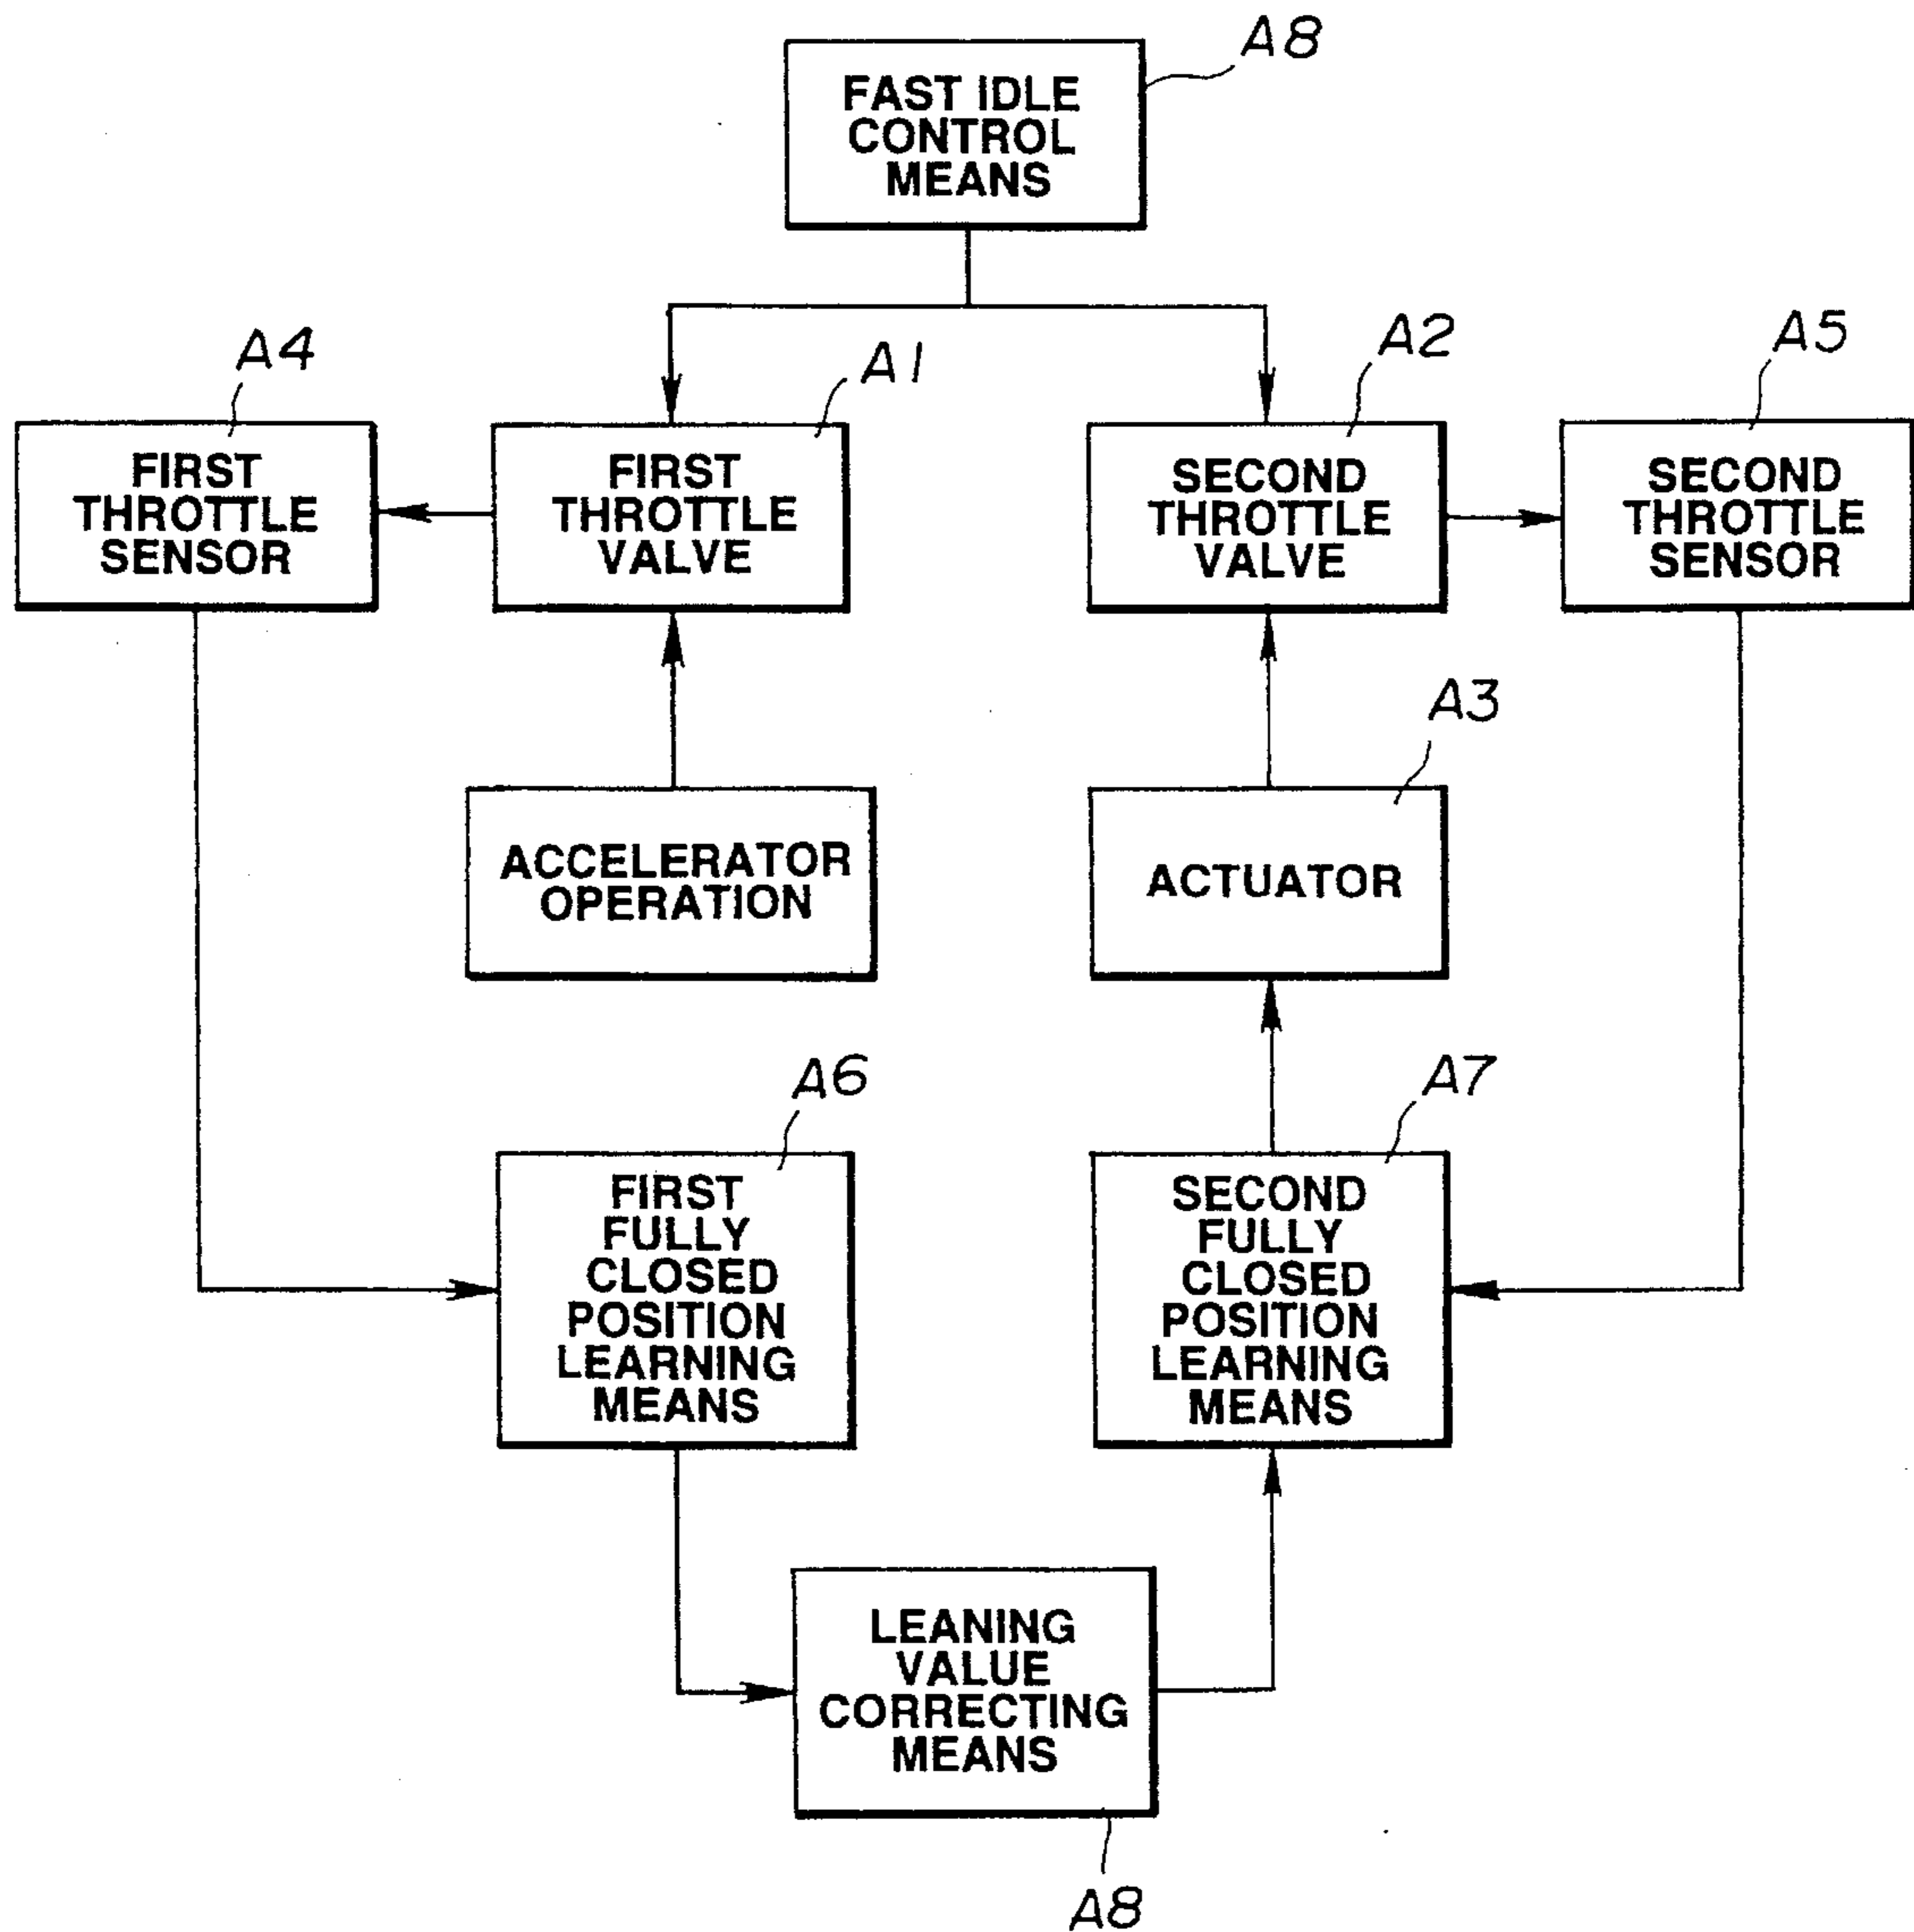 A8
FAST IDLE
CONTROL
MEANS
A4
A1
A2
A5
FIRST
THROTTLE
SENSOR
FIRST
THROTTLE
VALVE
SECOND
THROTTLE
VALVE
SECOND
THROTTLE
SENSOR
A3
ACCELERATOR
OPERATION
ACTUATOR
A6
A7
FIRST
FULLY
CLOSED
POSITION
LEARNING
MEANS
SECOND
FULLY
CLOSED
POSITION
LEARNING
MEANS
LEANING
VALUE
CORRECTING
MEANS
A8